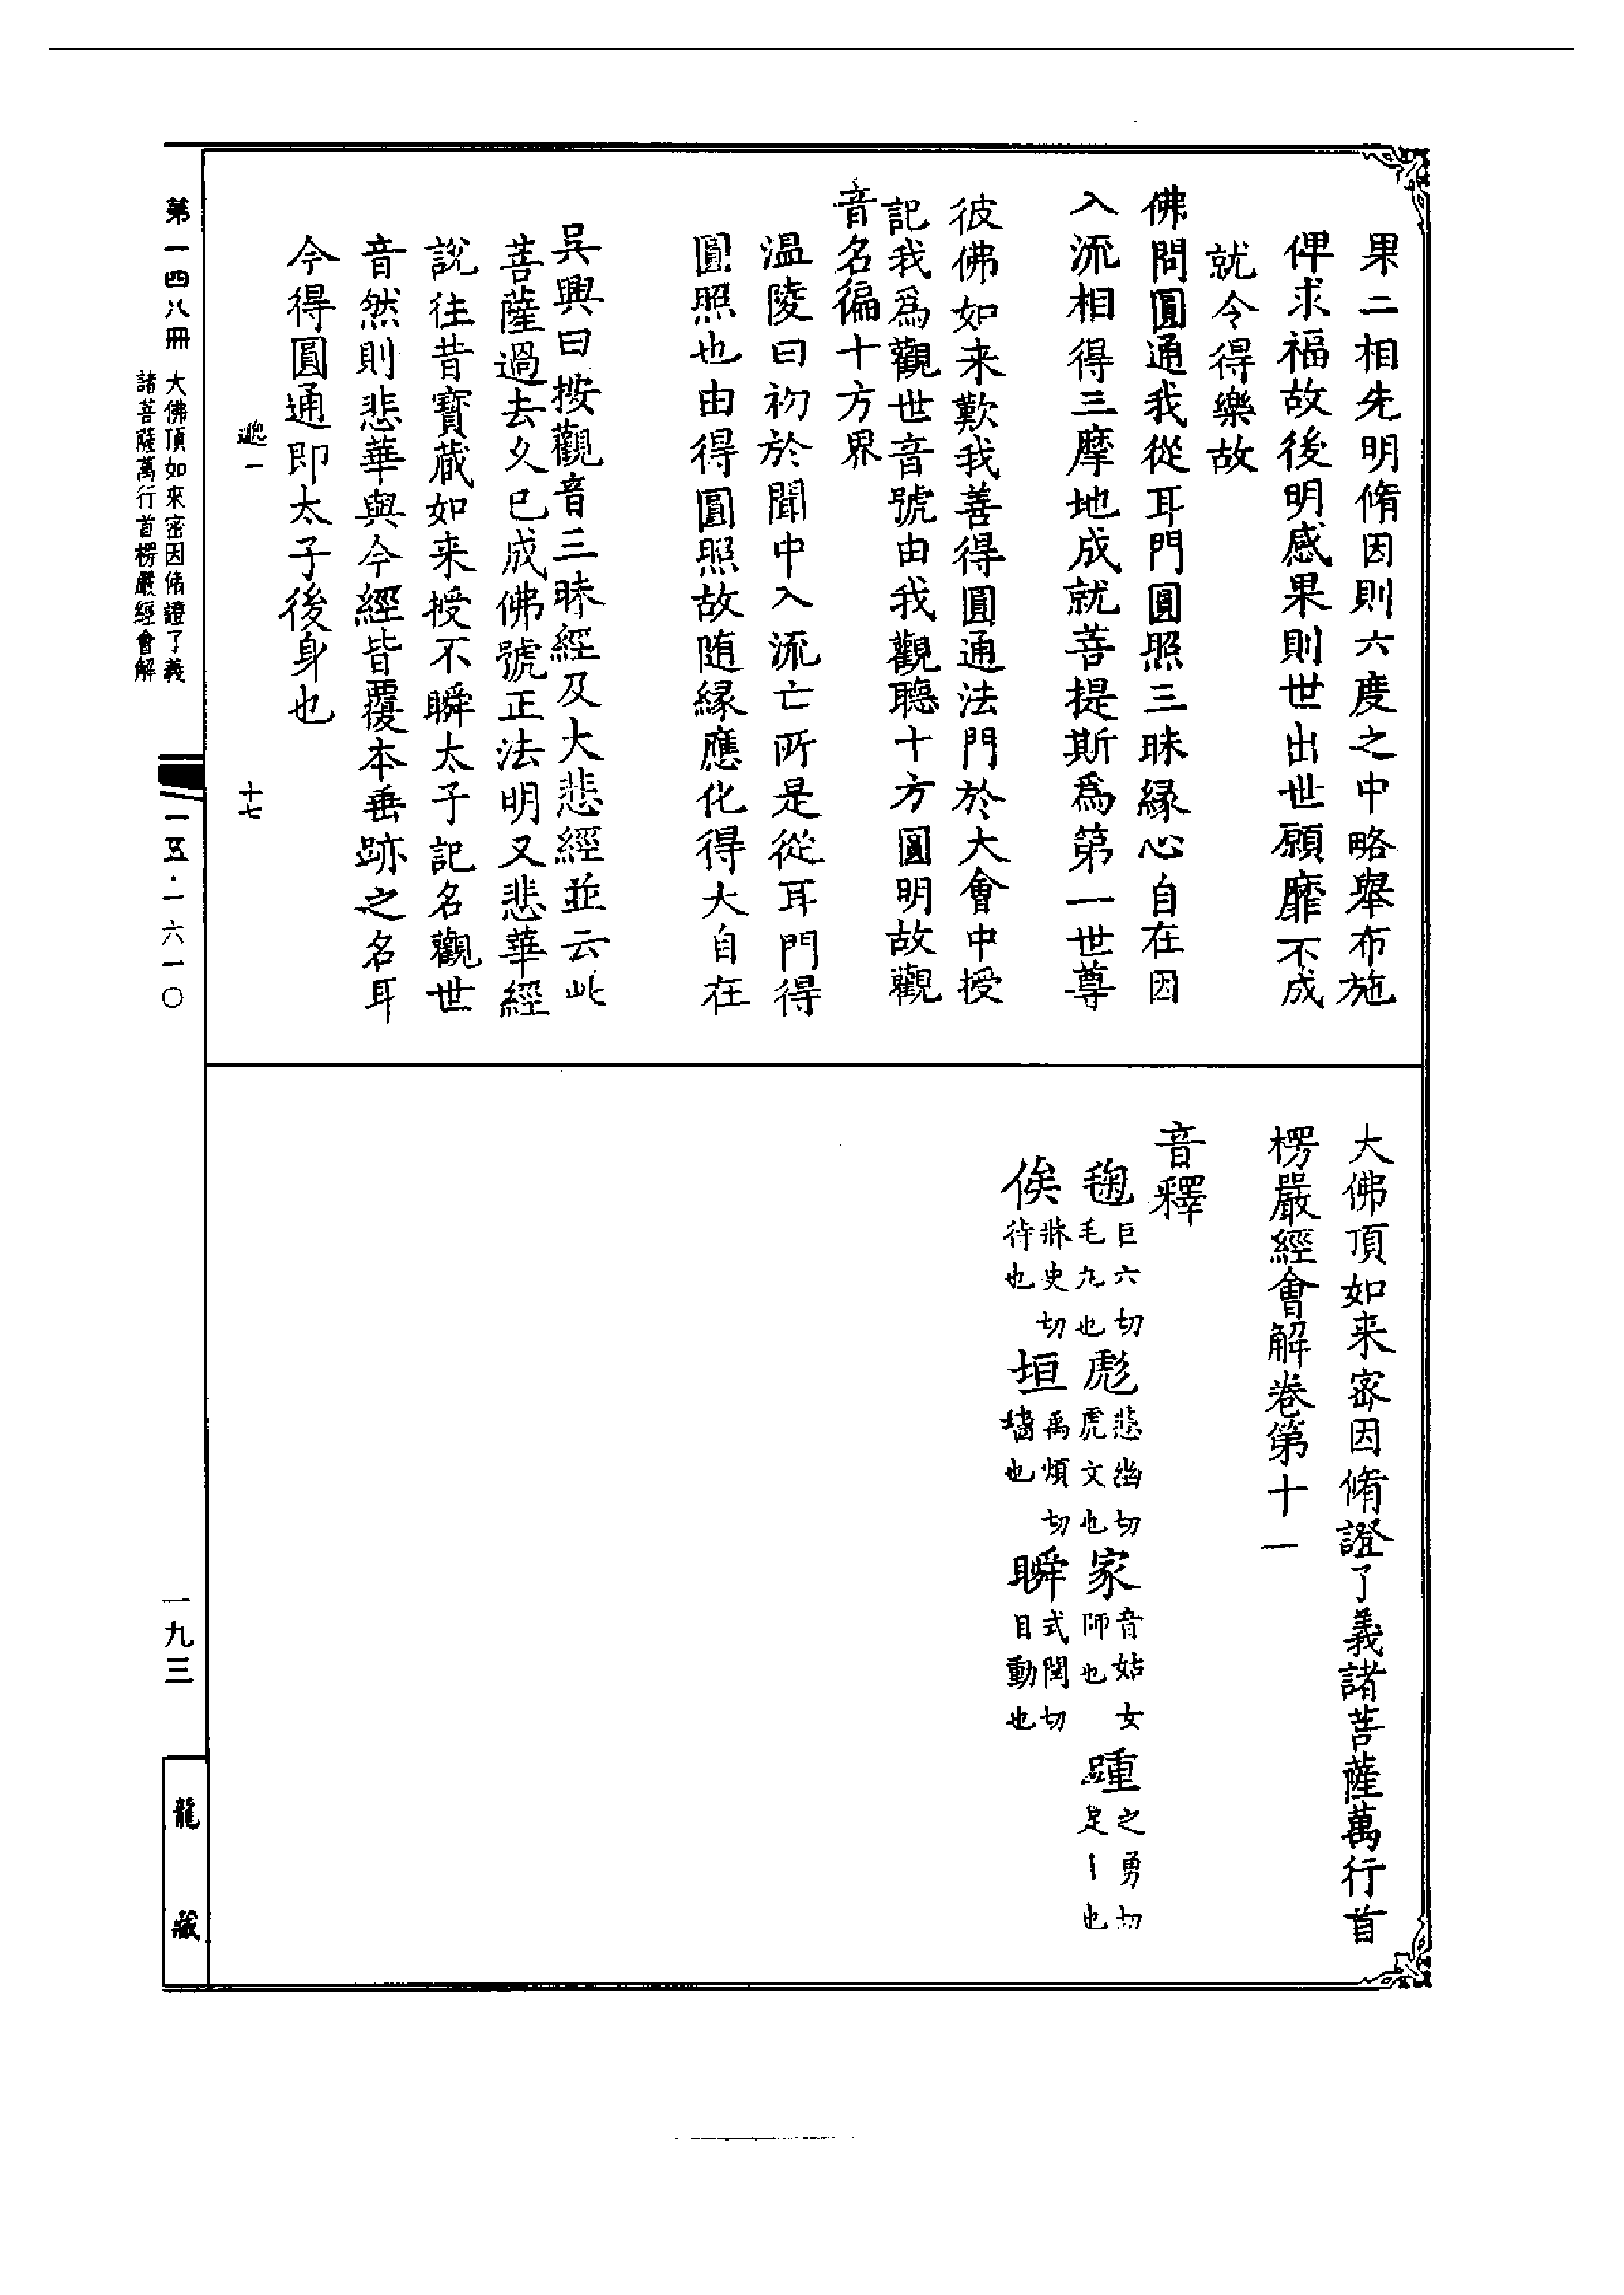 果二相先明脩因則六度之中略舉布施
俾求福故後明感果則世出世願靡不成
就令得樂故
佛問圓通我從耳門圓照三昧緣心自在因
入流相得三摩地成就菩提斯爲第一世尊
彼佛如来歎我善得圓通法門於大會中授
記我爲觀世音號由我觀聽十方圓明故觀
音名徧十方界
溫陵曰初於聞中入流亡所是從耳門得
圓照也由得圓照故随緣應化得大自在
吳興曰按觀音三昧經及大悲經並云此
菩薩過去久已成佛號正法明又悲華經
說往昔寶蔵如来授不瞬太子記名觀世
音然則悲華與今經皆覆本垂跡之名耳
今得圓通即太子後身也
十七
大佛頂如来密因脩證了義諸菩薩萬行首
楞嚴經會解卷第十一
音釋
毱 巨六切毛丸也 彪 悲幽切虎文也 家 音姑女師也 踵 之勇切足丨也
俟 牀史切待也 垣 禹煩切墻也 瞬 式閏切目動也
第一四八冊
大佛頂如來密因脩證了義
諸菩薩萬行首楞嚴經會解
一五·一六一〇
一九三
龍藏